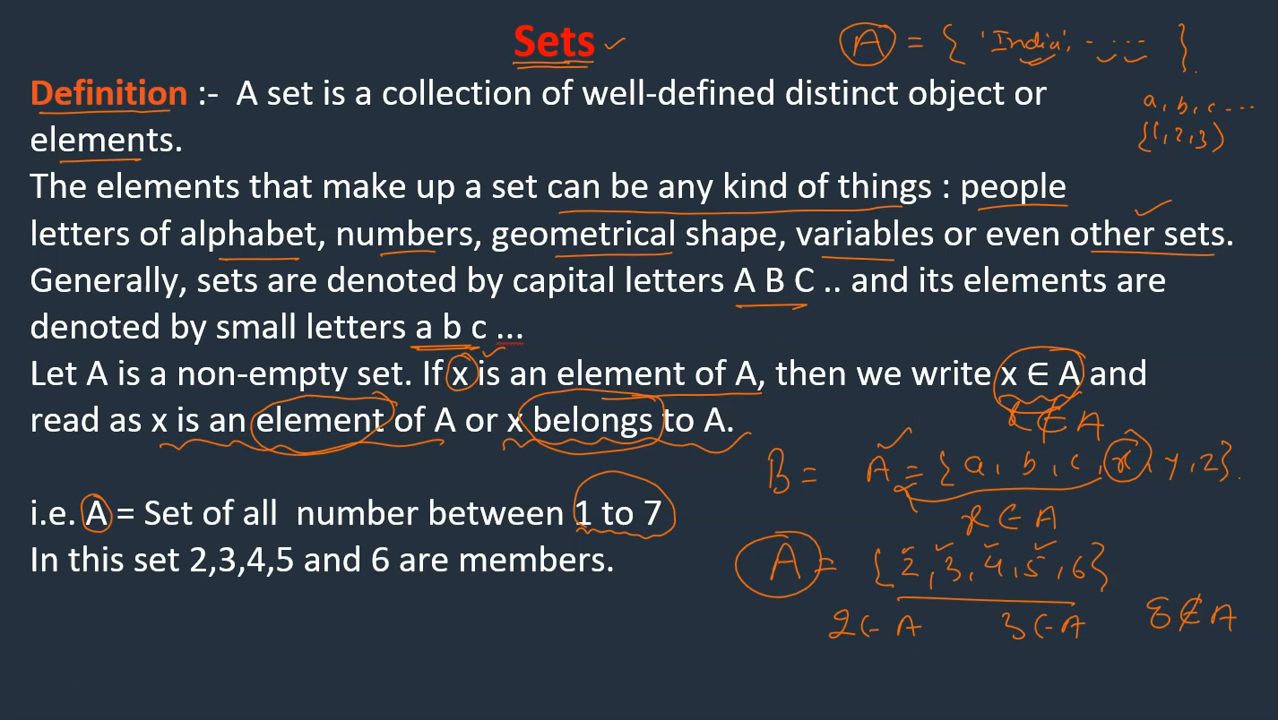 Sets
A = { 'India', - ---- }
Definition :- A set is a collection of well-defined distinct object or
a, b, c ...
elements.
{1, 2, 3}
The elements that make up a set can be any kind of things : people
letters of alphabet, numbers, geometrical shape, variables or even other sets.
Generally, sets are denoted by capital letters A B C .. and its elements are
denoted by small letters a b c ...
Let A is a non-empty set. If x is an element of A, then we write x ∈ A and
read as x is an element of A or x belongs to A.
x ∉ A
B = A = {a, b, c, x, y, z}.
i.e. A = Set of all number between 1 to 7
x ∈ A
In this set 2,3,4,5 and 6 are members.
A = {2, 3, 4, 5, 6}
2 ∈ A 3 ∈ A 8 ∉ A